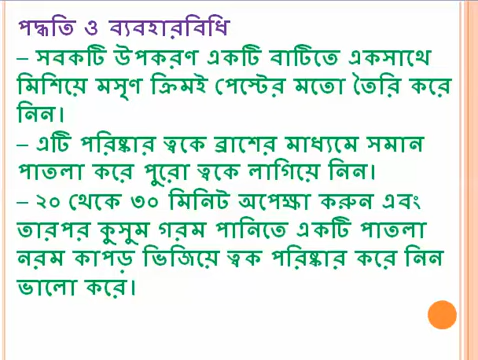 পদ্ধতি ও ব্যবহারবিধি
– সবকটি উপকরণ একটি বাটিতে একসাথে
মিশিয়ে মসৃণ ক্রিমই পেস্টের মতো তৈরি করে
নিন।
– এটি পরিষ্কার ত্বকে ব্রাশের মাধ্যমে সমান
পাতলা করে পুরো ত্বকে লাগিয়ে নিন।
– ২০ থেকে ৩০ মিনিট অপেক্ষা করুন এবং
তারপর কুসুম গরম পানিতে একটি পাতলা
নরম কাপড় ভিজিয়ে ত্বক পরিষ্কার করে নিন
ভালো করে।